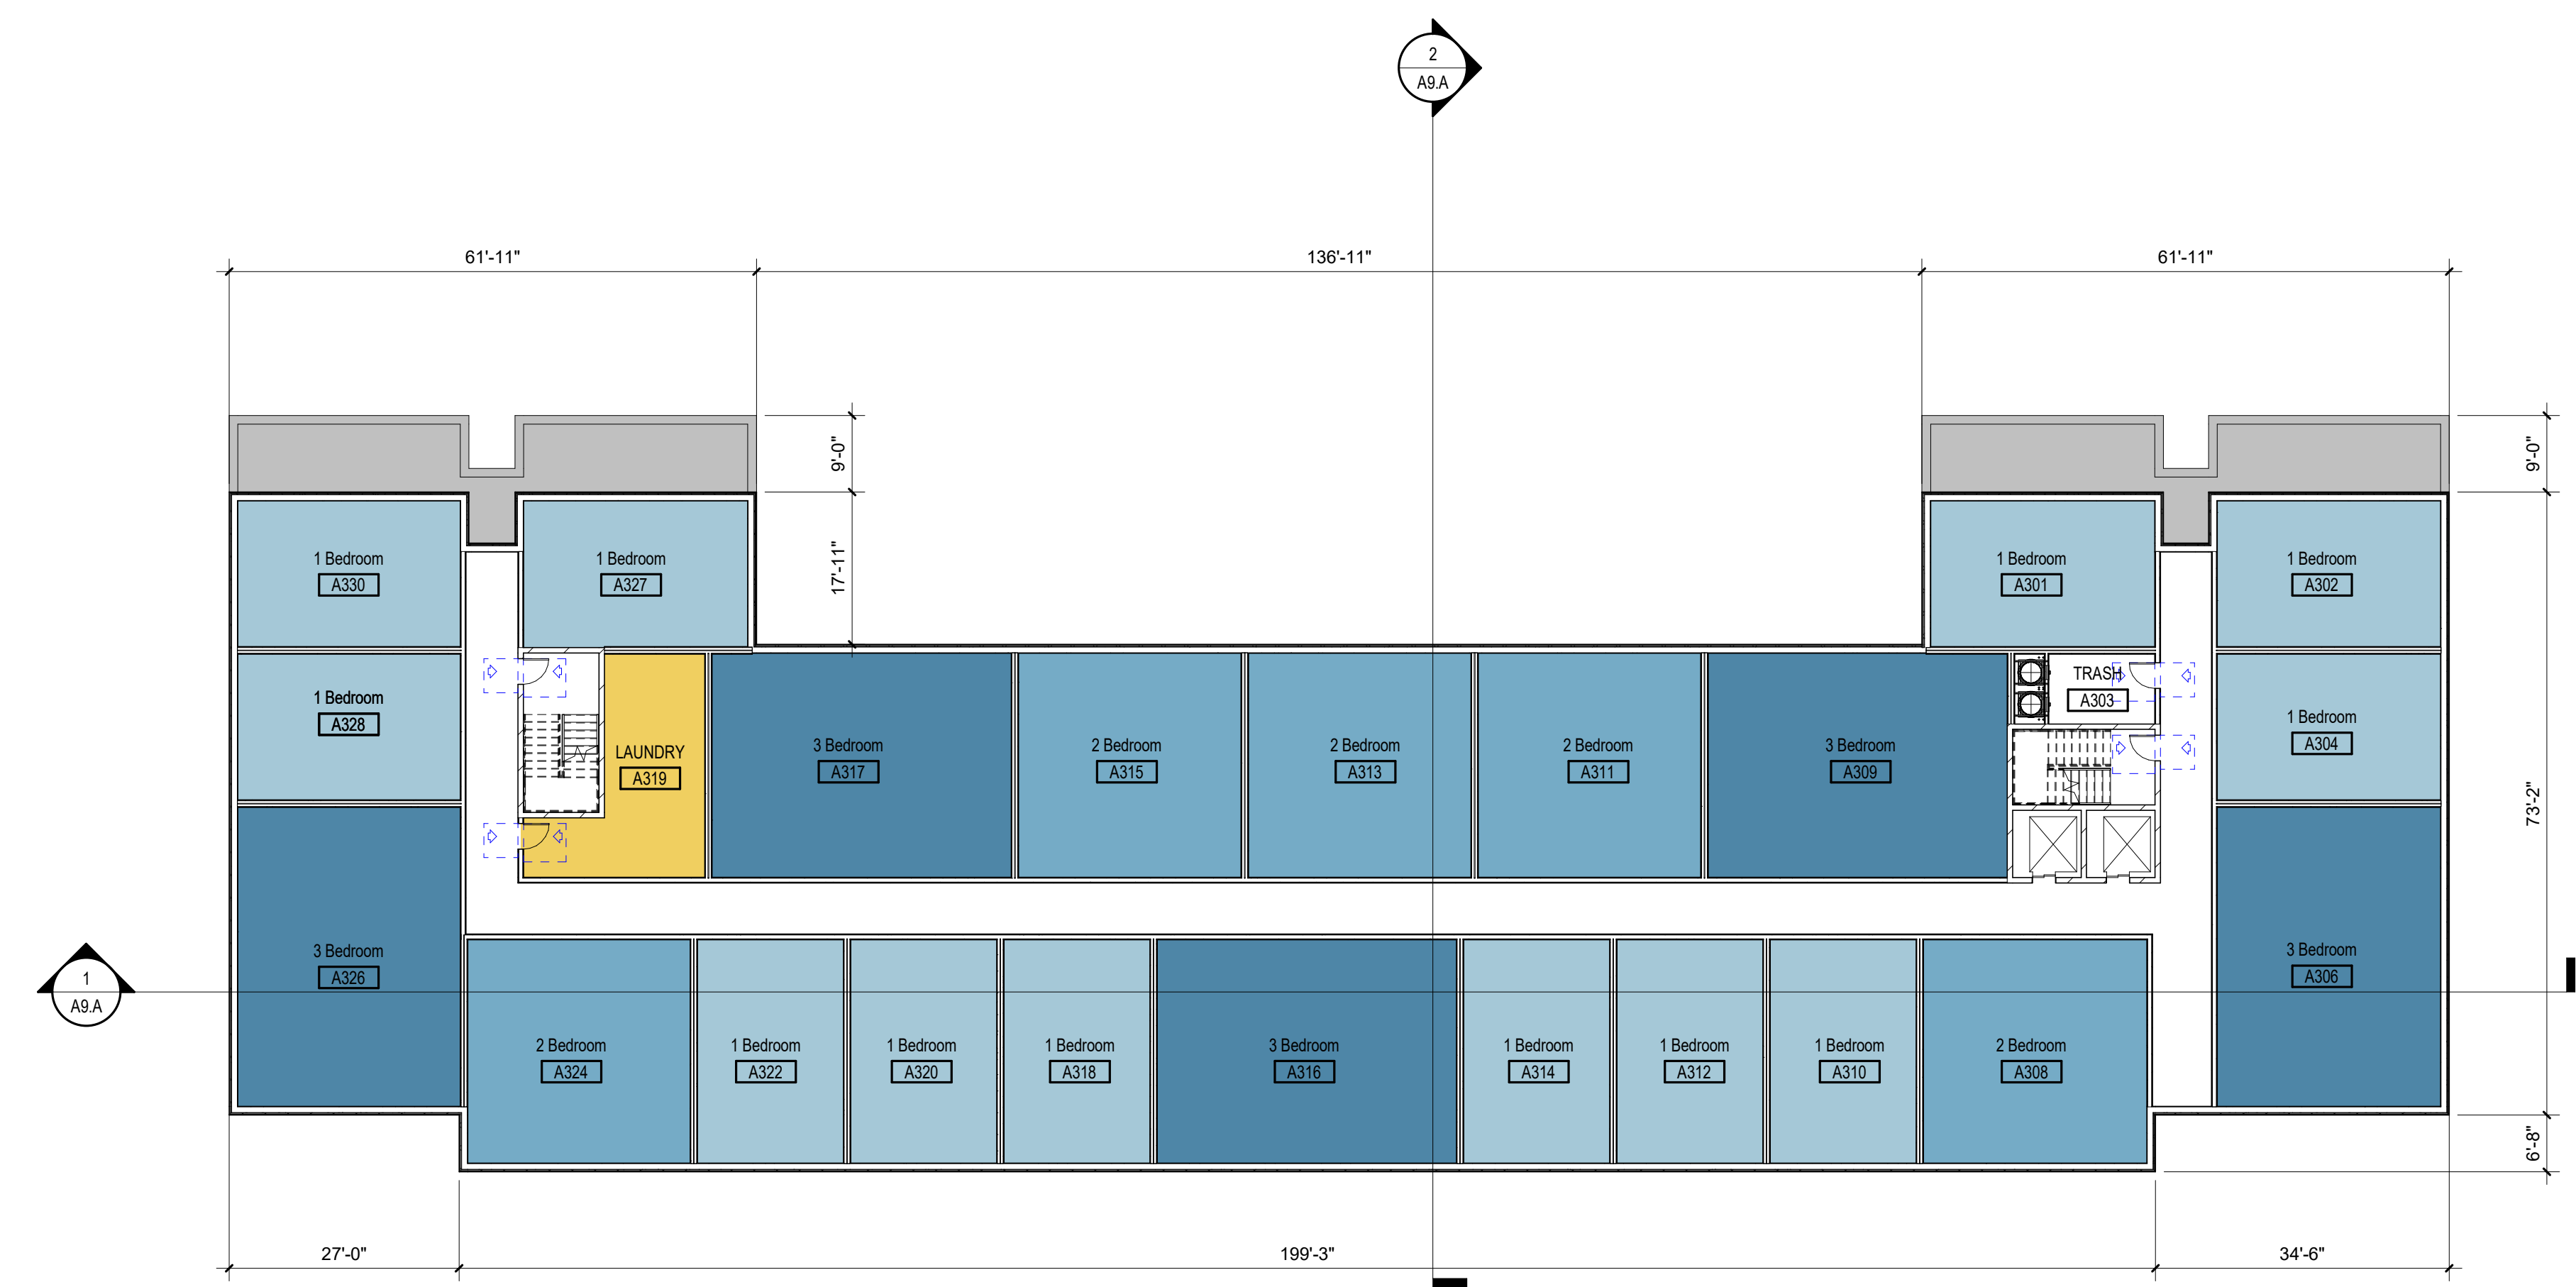 2
A9.A
61'-11"
136'-11"
61'-11"
9'-0"
9'-0"
17'-11"
1 Bedroom
A330
1 Bedroom
A327
1 Bedroom
A301
1 Bedroom
A302
1 Bedroom
A328
TRASH
A303
1 Bedroom
A304
LAUNDRY
A319
3 Bedroom
A317
2 Bedroom
A315
2 Bedroom
A313
2 Bedroom
A311
3 Bedroom
A309
73'-2"
3 Bedroom
A326
3 Bedroom
A306
1
A9.A
2 Bedroom
A324
1 Bedroom
A322
1 Bedroom
A320
1 Bedroom
A318
3 Bedroom
A316
1 Bedroom
A314
1 Bedroom
A312
1 Bedroom
A310
2 Bedroom
A308
6'-8"
27'-0"
199'-3"
34'-6"